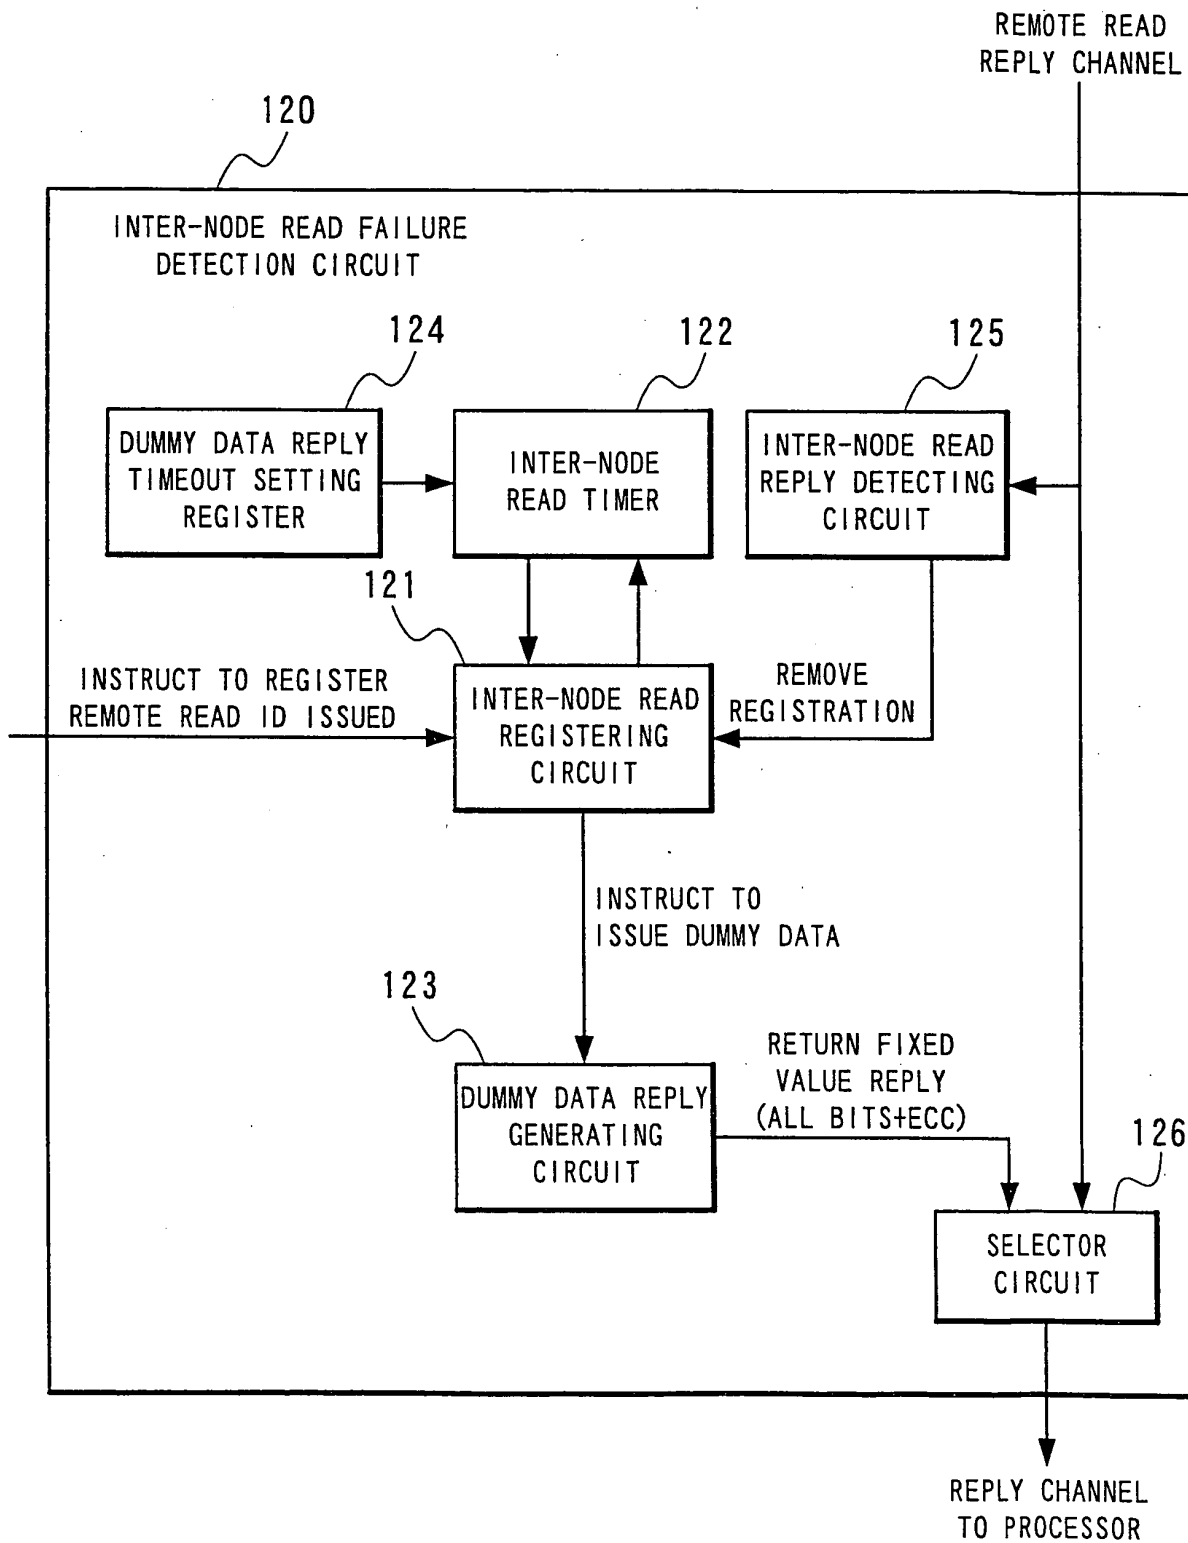 REMOTE READ
REPLY CHANNEL
120
INTER-NODE READ FAILURE
DETECTION CIRCUIT
124
122
125
DUMMY DATA REPLY
TIMEOUT SETTING
REGISTER
INTER-NODE
READ TIMER
INTER-NODE READ
REPLY DETECTING
CIRCUIT
121
INSTRUCT TO REGISTER
REMOTE READ ID ISSUED
INTER-NODE READ
REGISTERING
CIRCUIT
REMOVE
REGISTRATION
INSTRUCT TO
ISSUE DUMMY DATA
123
DUMMY DATA REPLY
GENERATING
CIRCUIT
RETURN FIXED
VALUE REPLY
(ALL BITS+ECC)
126
SELECTOR
CIRCUIT
REPLY CHANNEL
TO PROCESSOR